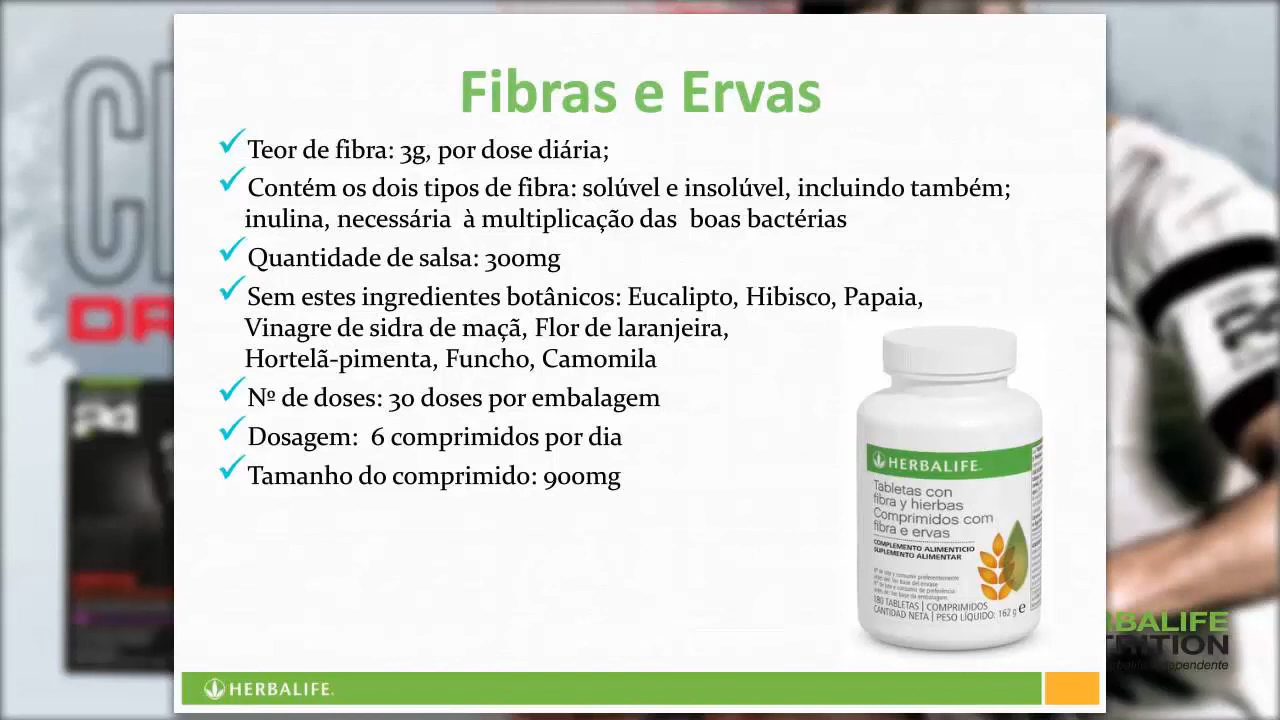 Fibras e Ervas
Teor de fibra: 3g, por dose diária;
Contém os dois tipos de fibra: solúvel e insolúvel, incluindo também;
inulina, necessária à multiplicação das boas bactérias
Quantidade de salsa: 300mg
Sem estes ingredientes botânicos: Eucalipto, Hibisco, Papaia,
Vinagre de sidra de maçã, Flor de laranjeira,
Hortelã-pimenta, Funcho, Camomila
Nº de doses: 30 doses por embalagem
Dosagem: 6 comprimidos por dia
Tamanho do comprimido: 900mg
HERBALIFE
Tabletas con
fibra y hierbas
Comprimidos com
fibra e ervas
COMPLEMENTO ALIMENTICIO
SUPLEMENTO ALIMENTAR
180 TABLETAS | COMPRIMIDOS
CANTIDAD NETA | PESO LÍQUIDO: 162 g e
HERBALIFE